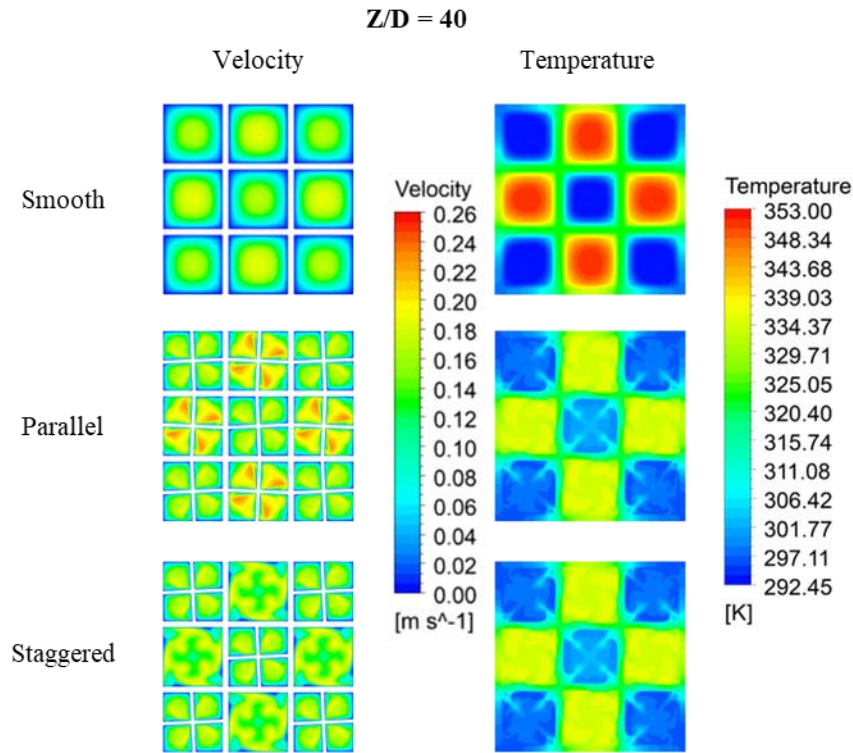 Z/D = 40
Velocity
Temperature
Smooth
Parallel
Staggered
Velocity
0.26
0.24
0.22
0.20
0.18
0.16
0.14
0.12
0.10
0.08
0.06
0.04
0.02
0.00
[m s^-1]
Temperature
353.00
348.34
343.68
339.03
334.37
329.71
325.05
320.40
315.74
311.08
306.42
301.77
297.11
292.45
[K]